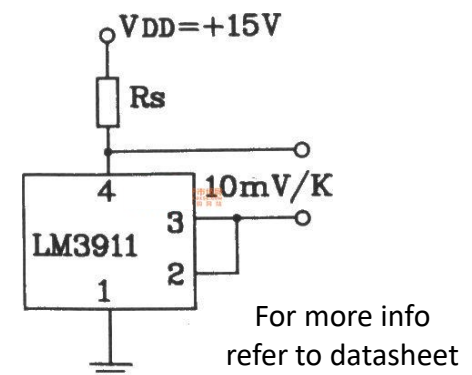 VDD=+15V
Rs
4
10mV/K
3
LM3911
2
1
For more info
refer to datasheet